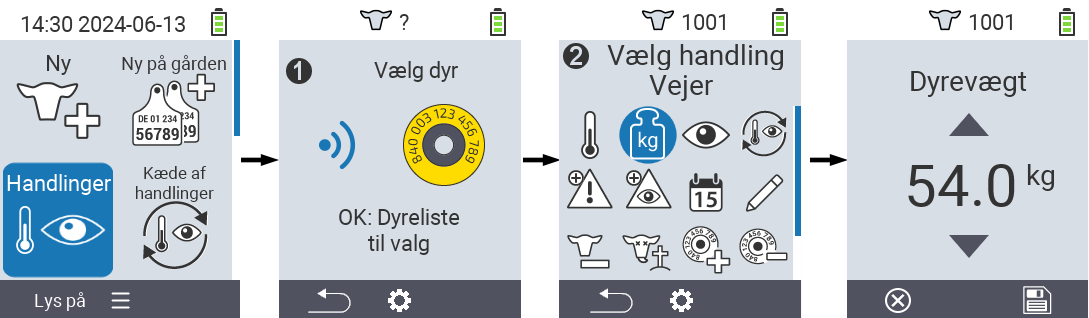 14:30 2024-06-13
Ny
Ny på gården
DE 01 234
56789
234
39
Handlinger
Kæde af
handlinger
Lys på
?
1
Vælg dyr
840 003 123 456 789
OK: Dyreliste
til valg
1001
2
Vælg handling
Vejer
kg
15
1001
Dyrevægt
54.0 kg